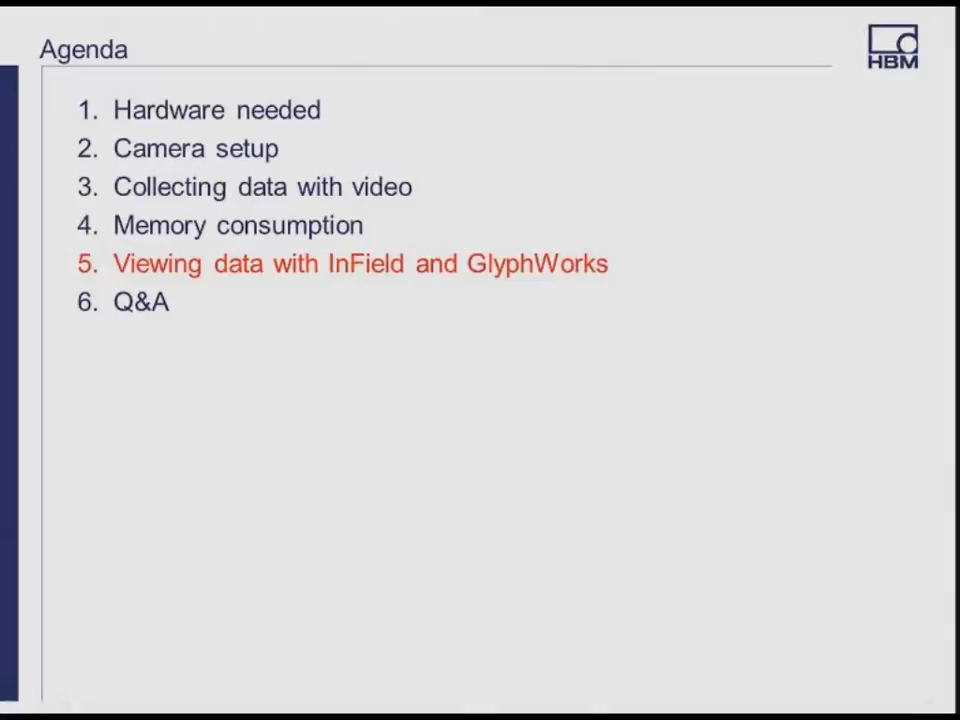 Agenda
HBM
1. Hardware needed
2. Camera setup
3. Collecting data with video
4. Memory consumption
5. Viewing data with InField and GlyphWorks
6. Q&A